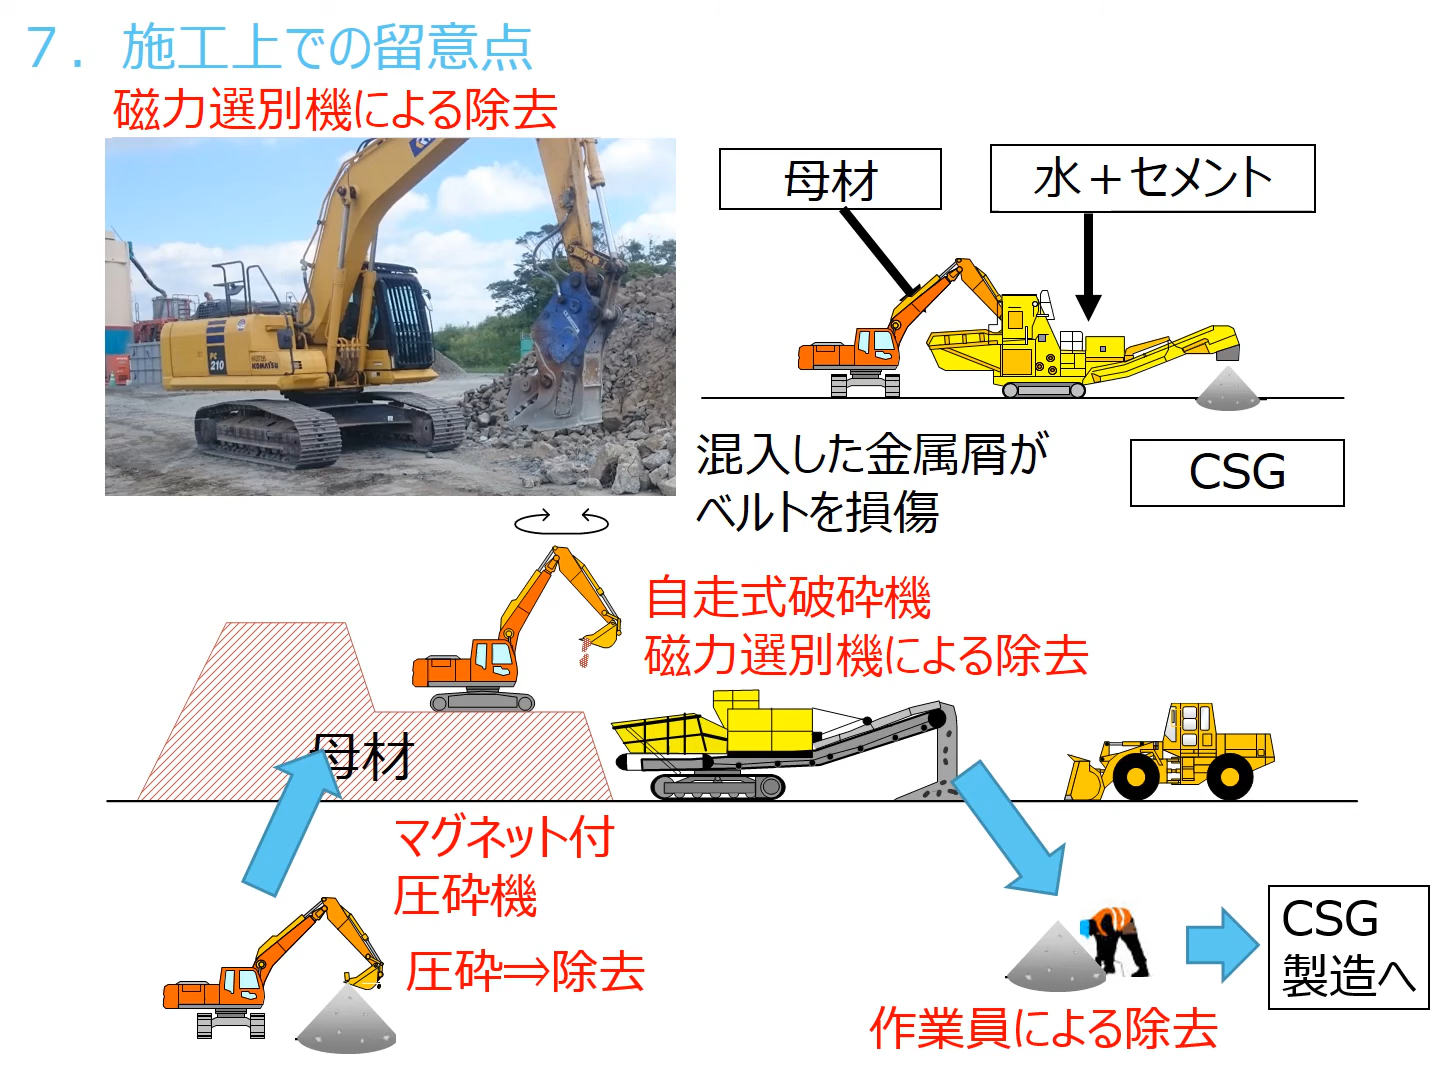 ７．施工上での留意点
磁力選別機による除去
母材
水＋セメント
PC
210
KOMATSU
混入した金属屑が
ベルトを損傷
CSG
自走式破砕機
磁力選別機による除去
母材
マグネット付
圧砕機
圧砕⇒除去
作業員による除去
CSG
製造へ